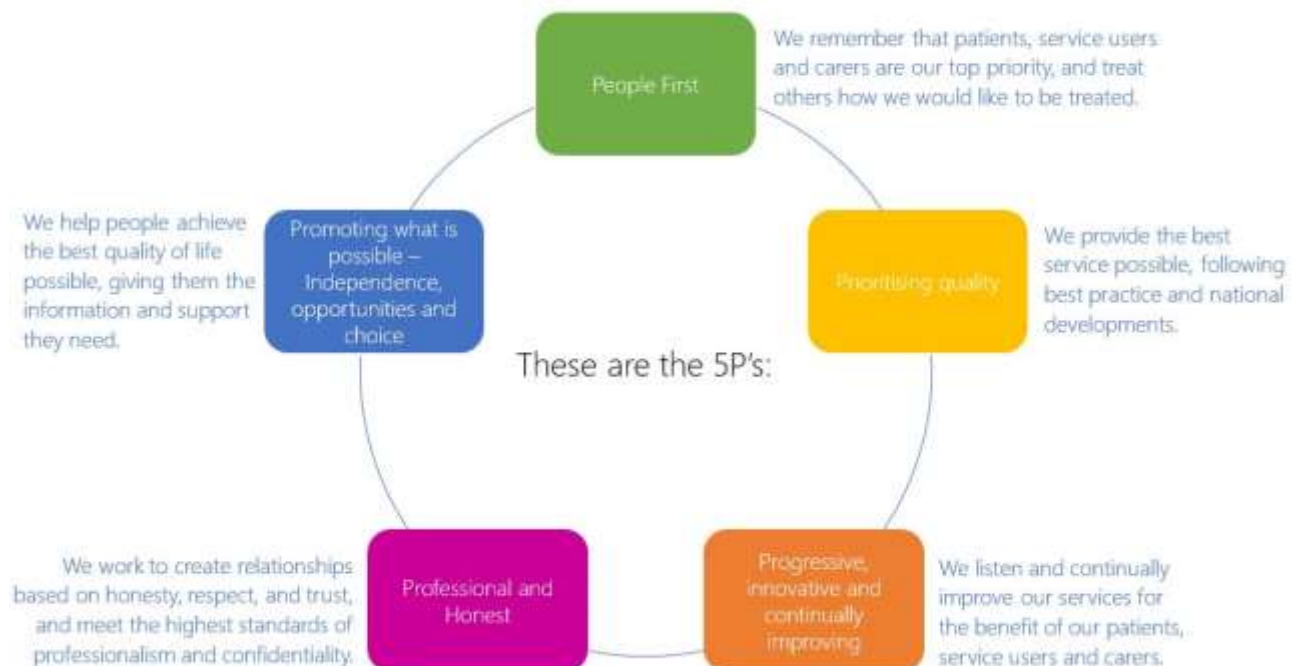 People First
We remember that patients, service users
and carers are our top priority, and treat
others how we would like to be treated.
Prioritising quality
We provide the best
service possible, following
best practice and national
developments.
Progressive,
innovative and
continually
improving
We listen and continually
improve our services for
the benefit of our patients,
service users and carers.
Professional and
Honest
We work to create relationships
based on honesty, respect, and trust,
and meet the highest standards of
professionalism and confidentiality.
Promoting what is
possible –
Independence,
opportunities and
choice
We help people achieve
the best quality of life
possible, giving them the
information and support
they need.
These are the 5P's: